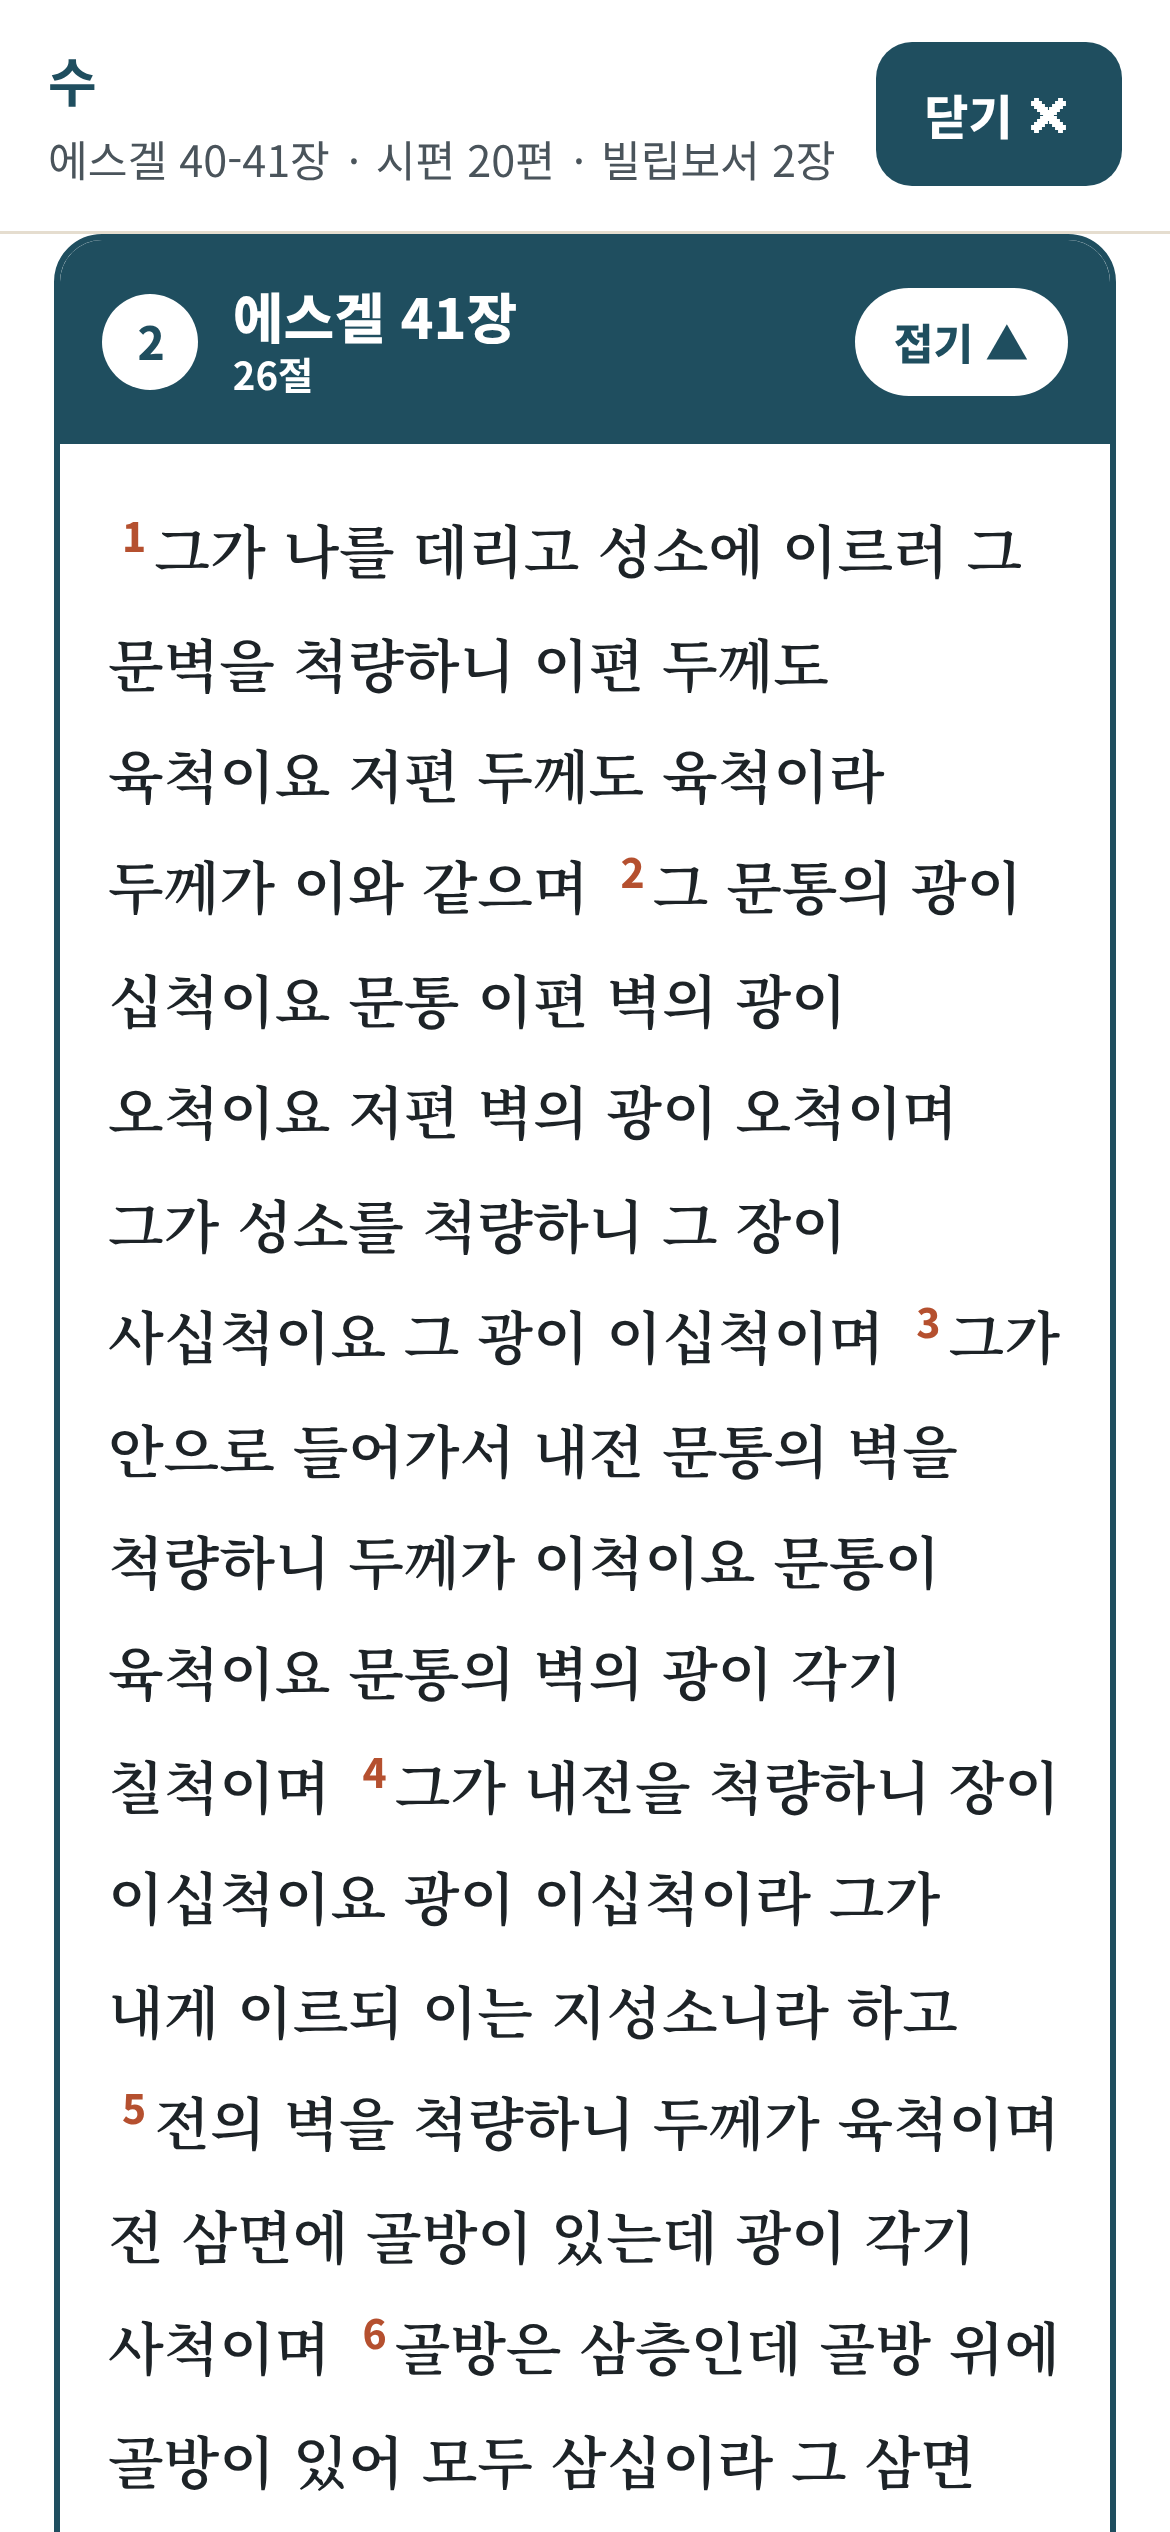 수
에스겔 40-41장 · 시편 20편 · 빌립보서 2장
닫기 ✕
2
에스겔 41장
26절
접기 ▲
1 그가 나를 데리고 성소에 이르러 그
문벽을 척량하니 이편 두께도
육척이요 저편 두께도 육척이라
두께가 이와 같으며 2 그 문통의 광이
십척이요 문통 이편 벽의 광이
오척이요 저편 벽의 광이 오척이며
그가 성소를 척량하니 그 장이
사십척이요 그 광이 이십척이며 3 그가
안으로 들어가서 내전 문통의 벽을
척량하니 두께가 이척이요 문통이
육척이요 문통의 벽의 광이 각기
칠척이며 4 그가 내전을 척량하니 장이
이십척이요 광이 이십척이라 그가
내게 이르되 이는 지성소니라 하고
5 전의 벽을 척량하니 두께가 육척이며
전 삼면에 골방이 있는데 광이 각기
사척이며 6 골방은 삼층인데 골방 위에
골방이 있어 모두 삼십이라 그 삼면